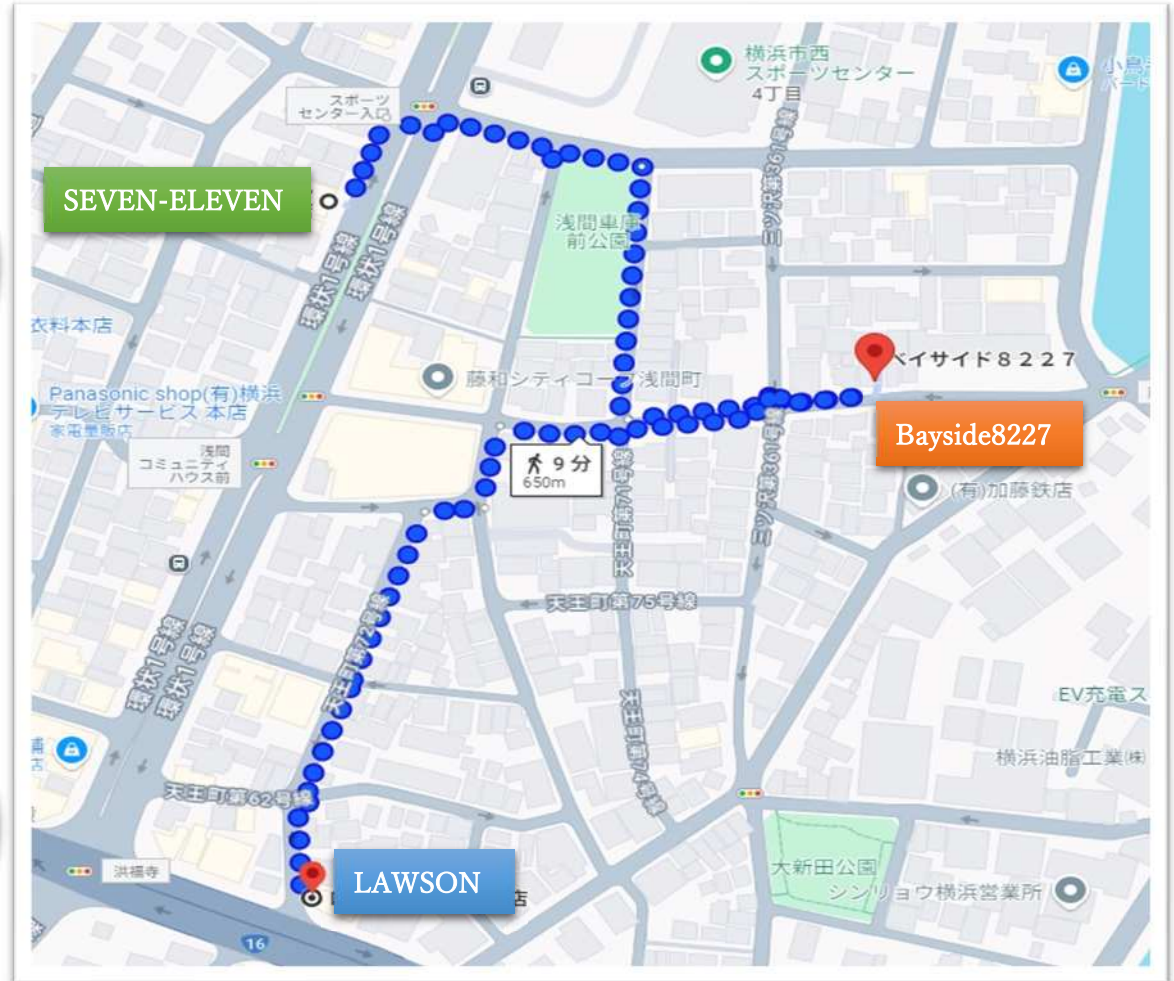 横浜市西
スポーツセンター
4丁目
小鳥
バード
スポーツ
センター入口
SEVEN-ELEVEN
三ツ沢第361号線
浅間車庫
前公園
環状1号線
環状1号線
衣料本店
ベイサイド8227
藤和シティコープ浅間町
Panasonic shop(有)横浜
テレビサービス 本店
家電量販店
Bayside8227
浅間
コミュニティ
ハウス前
9 分
650m
(有)加藤鉄店
天王町第71号線
三ツ沢第361号線
天王町第75号線
天王町第72号線
環状1号線
環状1号線
EV充電ス
横浜油脂工業㈱
天王町第62号線
洪福寺
LAWSON
店
大新田公園
シンリョウ横浜営業所
16